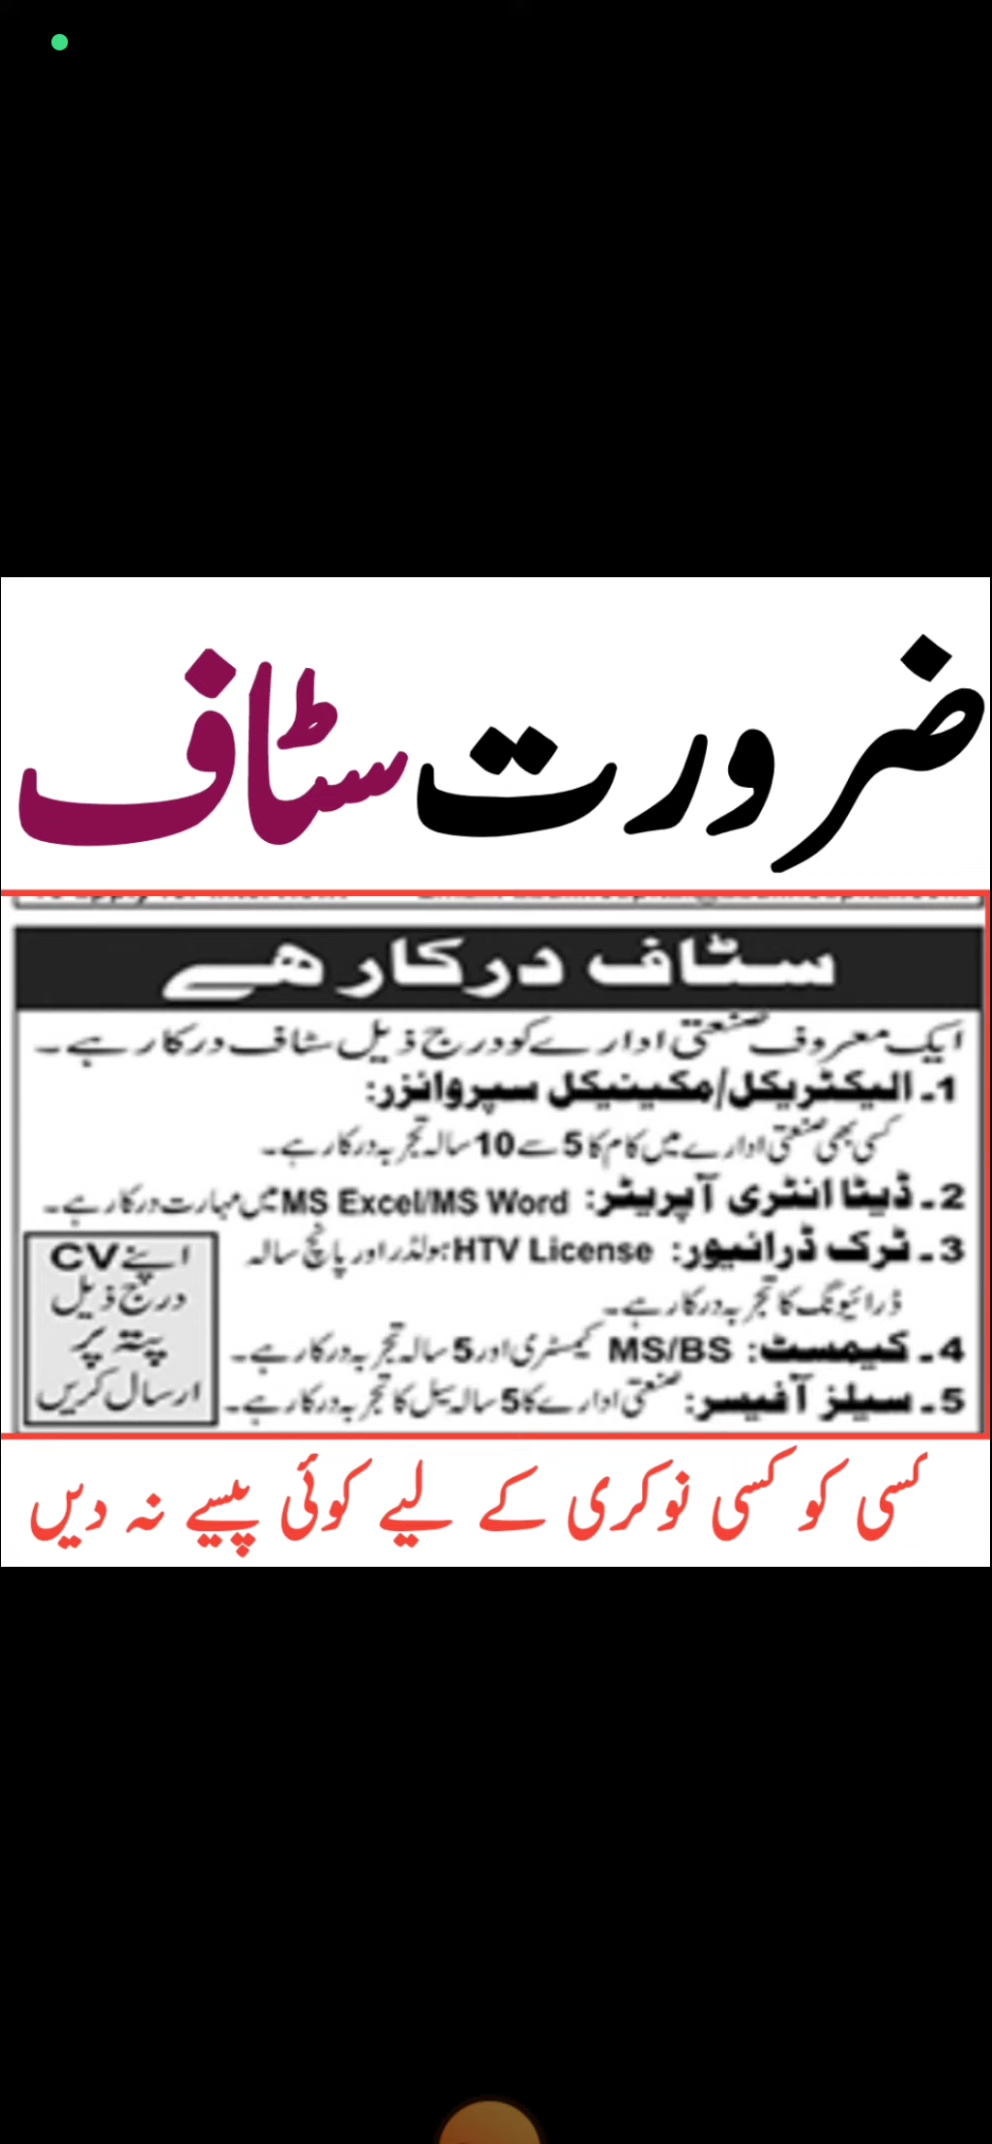 ضرورت سٹاف
سٹاف درکار ھے
ایک معروف صنعتی ادارے کو درج ذیل سٹاف درکار ہے۔
1۔ الیکٹریکل/مکینیکل سپروائزر:
کسی بھی صنعتی ادارے میں کام کا 5 سے 10 سالہ تجربہ درکار ہے۔
2۔ ڈیٹا انٹری آپریٹر: MS Excel/MS Word میں مہارت درکار ہے۔
3۔ ٹرک ڈرائیور: HTV License ہولڈر اور پانچ سالہ
ڈرائیونگ کا تجربہ درکار ہے۔
4۔ کیمسٹ: MS/BS کیمسٹری اور 5 سالہ تجربہ درکار ہے۔
5۔ سیلز آفیسر: صنعتی ادارے کا 5 سالہ سیل کا تجربہ درکار ہے۔
اپنے CV
درج ذیل
پتہ پر
ارسال کریں
کسی کو کسی نوکری کے لیے کوئی پیسے نہ دیں